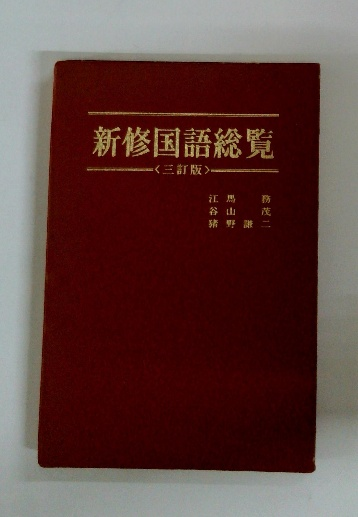 新修国語総覧
〈三訂版〉
江馬務
谷山茂
猪野謙二